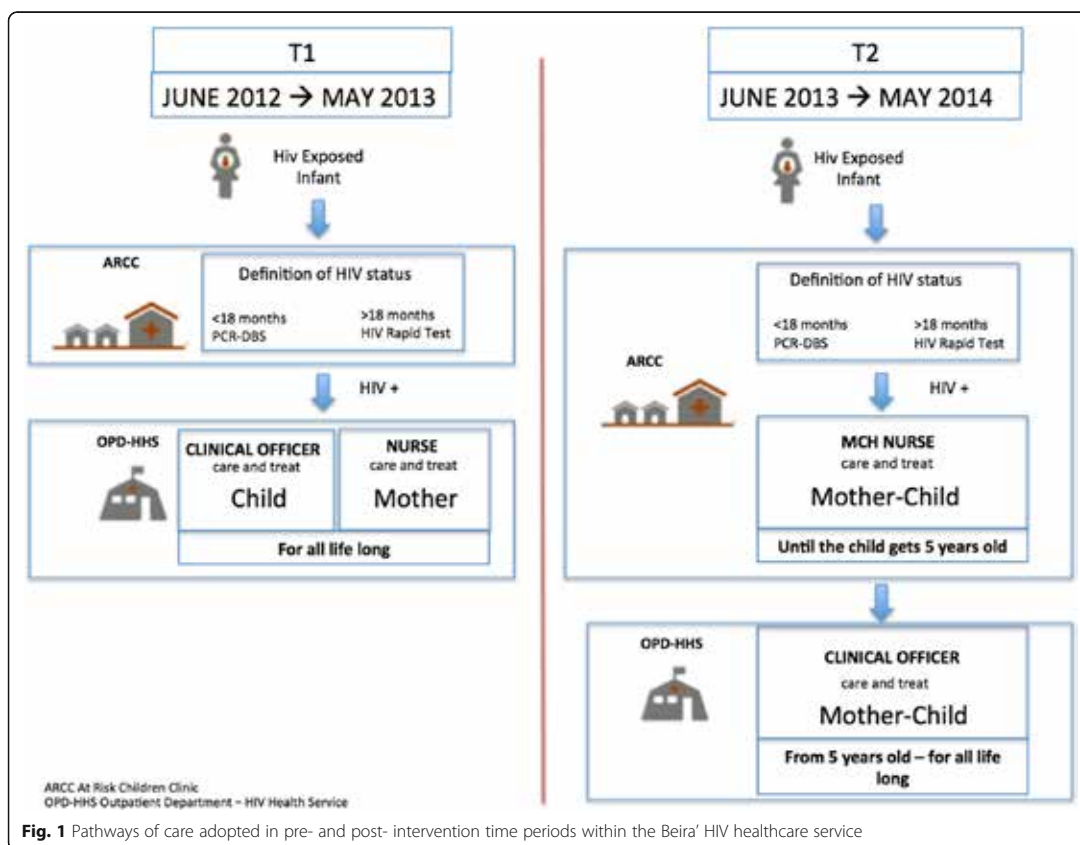 T1
JUNE 2012 → MAY 2013
Hiv Exposed
Infant
ARCC
Definition of HIV status
<18 months
PCR-DBS
>18 months
HIV Rapid Test
HIV +
OPD-HHS
CLINICAL OFFICER
care and treat
Child
NURSE
care and treat
Mother
For all life long
ARCC At Risk Children Clinic
OPD-HHS Outpatient Department – HIV Health Service
T2
JUNE 2013 → MAY 2014
Hiv Exposed
Infant
ARCC
Definition of HIV status
<18 months
PCR-DBS
>18 months
HIV Rapid Test
HIV +
MCH NURSE
care and treat
Mother-Child
Until the child gets 5 years old
OPD-HHS
CLINICAL OFFICER
care and treat
Mother-Child
From 5 years old – for all life
long
Fig. 1 Pathways of care adopted in pre- and post- intervention time periods within the Beira’ HIV healthcare service